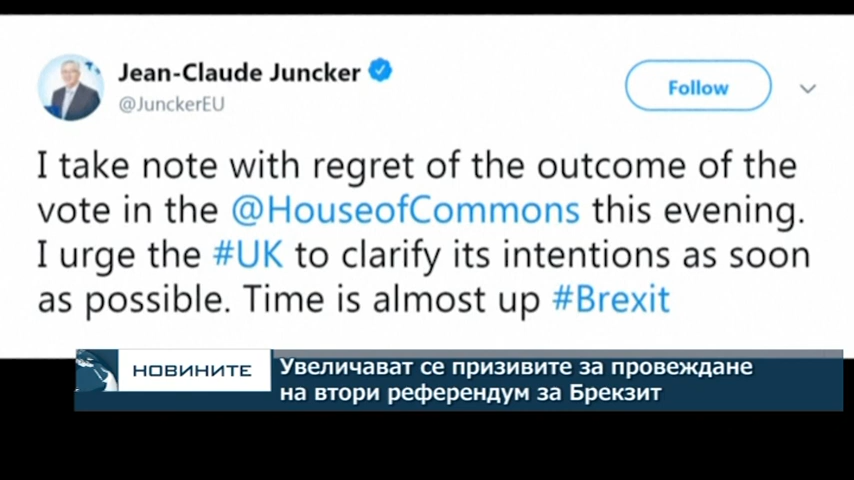 Jean-Claude Juncker
@JunckerEU
Follow
I take note with regret of the outcome of the
vote in the @HouseofCommons this evening.
I urge the #UK to clarify its intentions as soon
as possible. Time is almost up #Brexit
НОВИНИТЕ
Увеличават се призивите за провеждане
на втори референдум за Брекзит